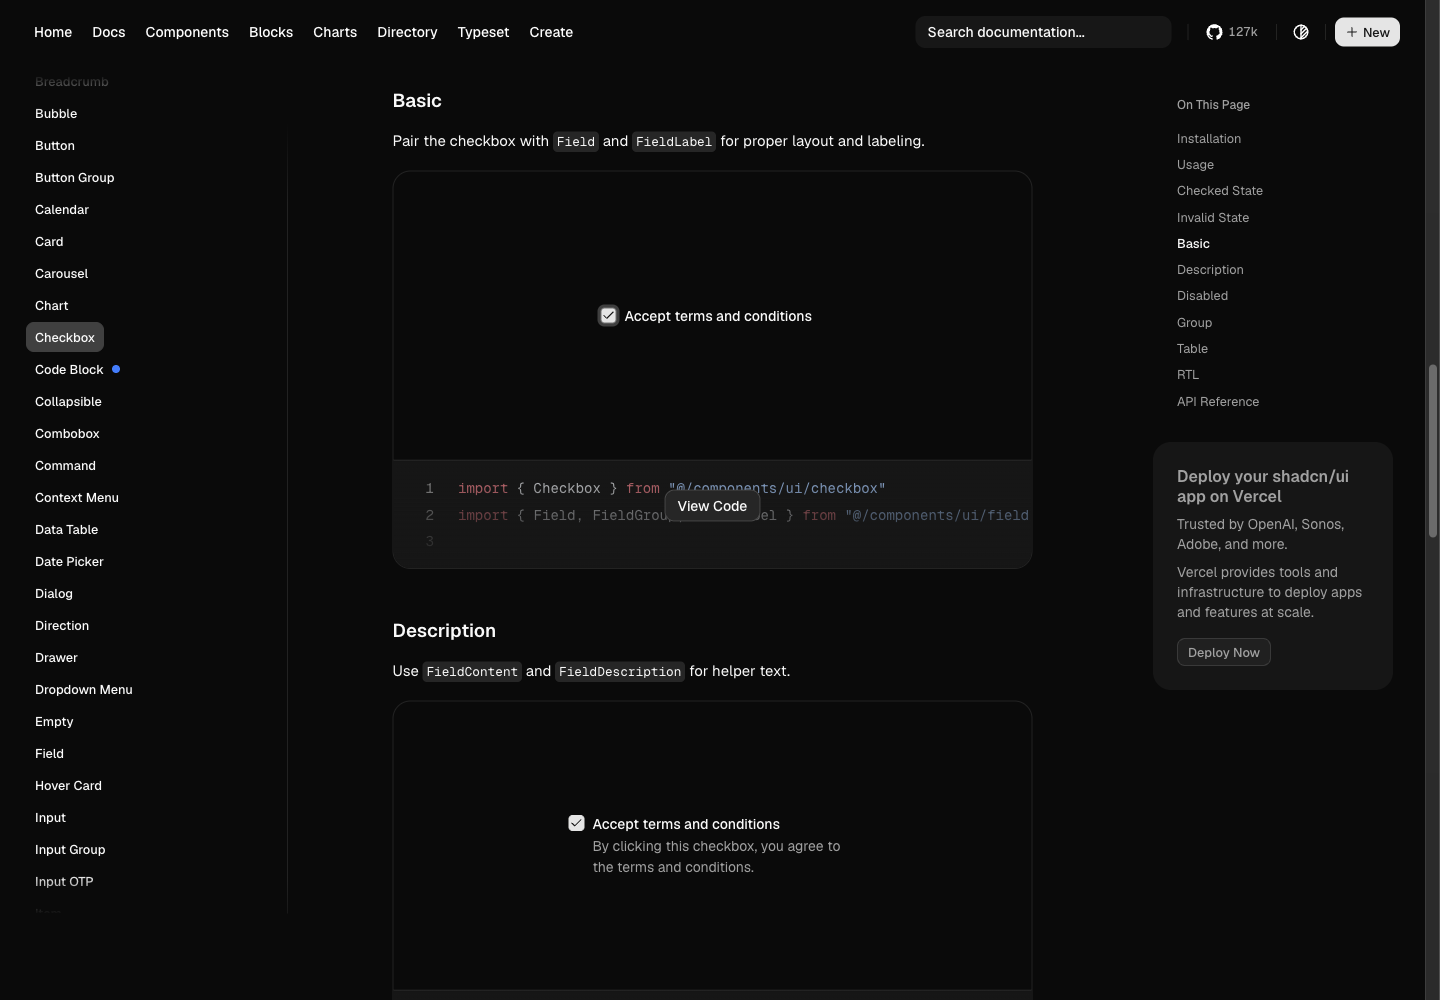 Home Docs Components Blocks Charts Directory Typeset Create
Search documentation...
127k
New
Breadcrumb
Bubble
Button
Button Group
Calendar
Card
Carousel
Chart
Checkbox
Code Block
Collapsible
Combobox
Command
Context Menu
Data Table
Date Picker
Dialog
Direction
Drawer
Dropdown Menu
Empty
Field
Hover Card
Input
Input Group
Input OTP
Basic
Pair the checkbox with Field and FieldLabel for proper layout and labeling.
Accept terms and conditions
1 import { Checkbox } from "@/components/ui/checkbox"
View Code
2 import { Field, FieldGrou el } from "@/components/ui/field
3
Description
Use FieldContent and FieldDescription for helper text.
Accept terms and conditions
By clicking this checkbox, you agree to
the terms and conditions.
On This Page
Installation
Usage
Checked State
Invalid State
Basic
Description
Disabled
Group
Table
RTL
API Reference
Deploy your shadcn/ui
app on Vercel
Trusted by OpenAI, Sonos,
Adobe, and more.
Vercel provides tools and
infrastructure to deploy apps
and features at scale.
Deploy Now